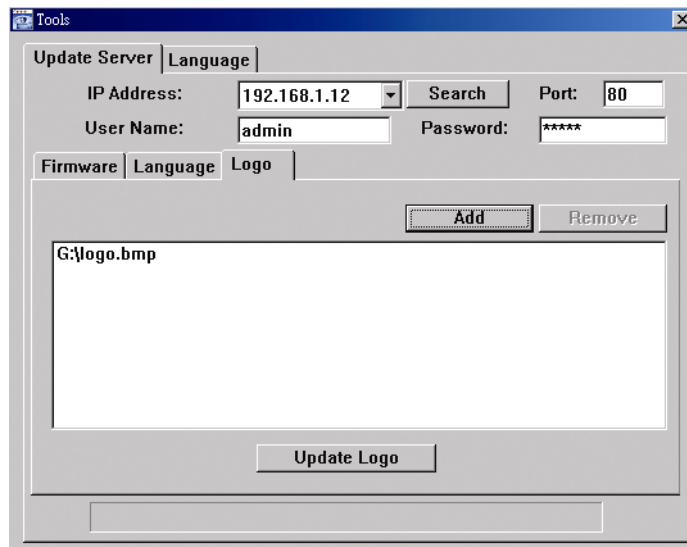 Tools
Update Server Language
IP Address: 192.168.1.12 Search Port: 80
User Name: admin Password: *****
Firmware Language Logo
Add Remove
G:\logo.bmp
Update Logo